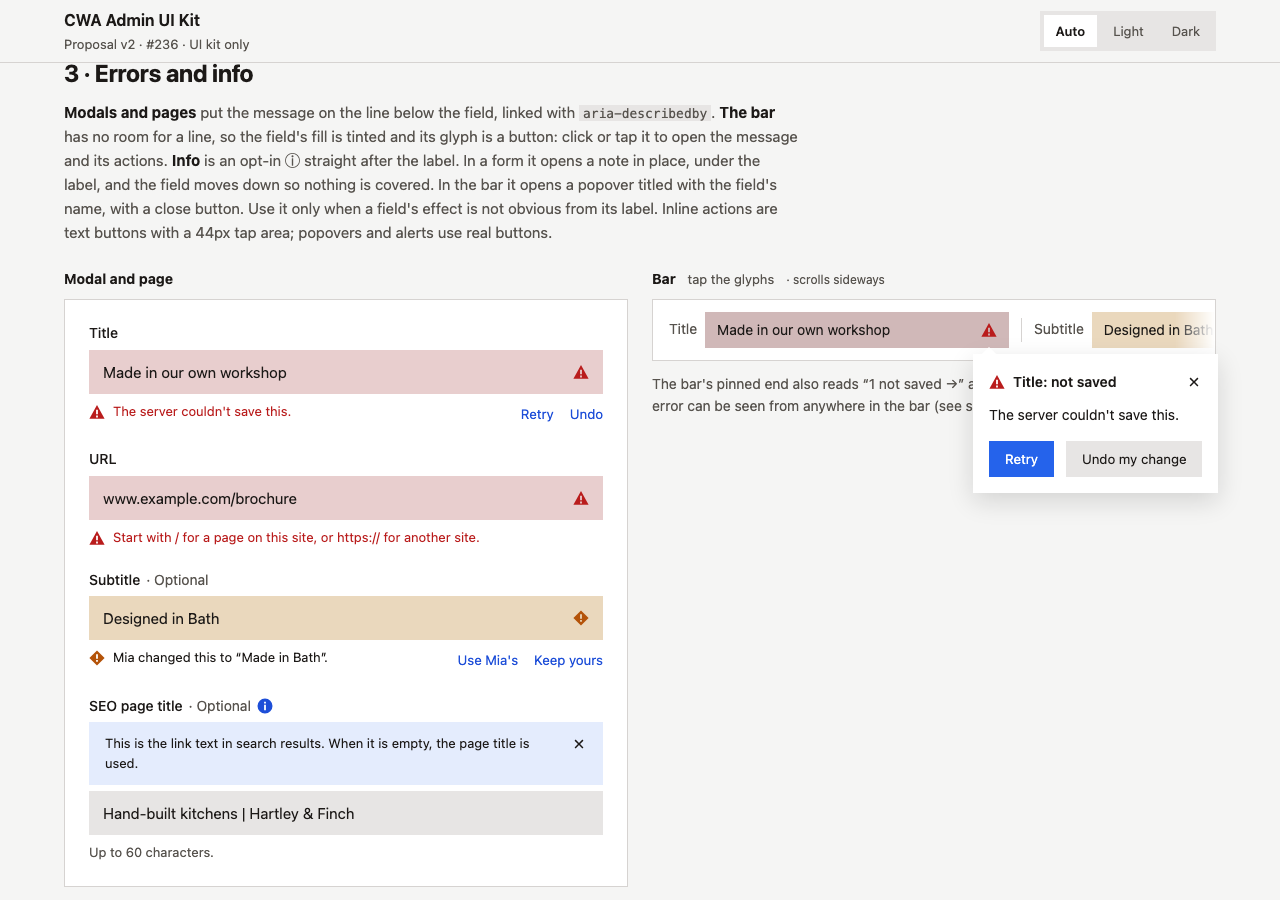 CWA Admin UI Kit
Proposal v2 · #236 · UI kit only
Auto
Light
Dark
3 · Errors and info
Modals and pages put the message on the line below the field, linked with aria-describedby. The bar
has no room for a line, so the field's fill is tinted and its glyph is a button: click or tap it to open the message
and its actions. Info is an opt-in ⓘ straight after the label. In a form it opens a note in place, under the
label, and the field moves down so nothing is covered. In the bar it opens a popover titled with the field's
name, with a close button. Use it only when a field's effect is not obvious from its label. Inline actions are
text buttons with a 44px tap area; popovers and alerts use real buttons.
Modal and page
Title
Made in our own workshop
The server couldn't save this.
Retry
Undo
URL
www.example.com/brochure
Start with / for a page on this site, or https:// for another site.
Subtitle · Optional
Designed in Bath
Mia changed this to “Made in Bath”.
Use Mia's
Keep yours
SEO page title · Optional
This is the link text in search results. When it is empty, the page title is
used.
Hand-built kitchens | Hartley & Finch
Up to 60 characters.
Bar tap the glyphs · scrolls sideways
Title
Made in our own workshop
Subtitle
Designed in Bath
The bar's pinned end also reads “1 not saved →”
error can be seen from anywhere in the bar (see
Title: not saved
The server couldn't save this.
Retry
Undo my change